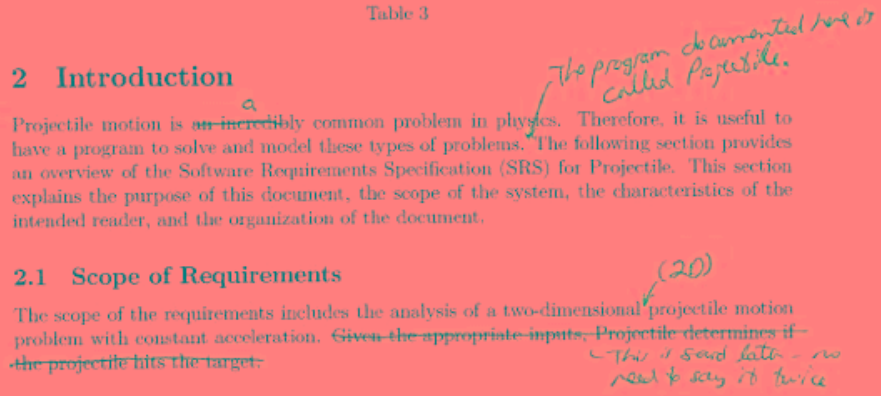 Table 3
The program documented here is
called Projectile.
2 Introduction
a
Projectile motion is an incredibly common problem in physics. Therefore, it is useful to
have a program to solve and model these types of problems. The following section provides
an overview of the Software Requirements Specification (SRS) for Projectile. This section
explains the purpose of this document, the scope of the system, the characteristics of the
intended reader, and the organization of the document.
2.1 Scope of Requirements
(2D)
The scope of the requirements includes the analysis of a two-dimensional projectile motion
problem with constant acceleration. Given the appropriate inputs, Projectile determines if
the projectile hits the target.
This is said later - no
need to say it twice